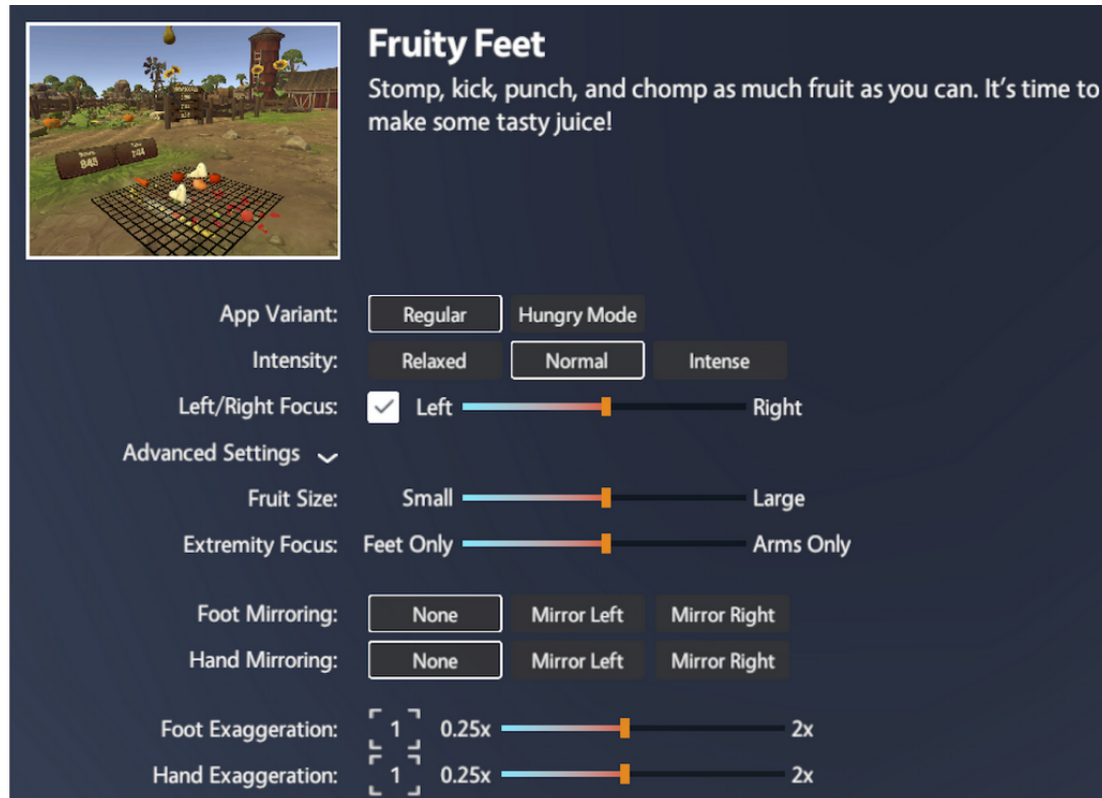 Fruity Feet
Stomp, kick, punch, and chomp as much fruit as you can. It's time to
make some tasty juice!
845
244
App Variant: Regular Hungry Mode
Intensity: Relaxed Normal Intense
Left/Right Focus: Left Right
Advanced Settings
Fruit Size: Small Large
Extremity Focus: Feet Only Arms Only
Foot Mirroring: None Mirror Left Mirror Right
Hand Mirroring: None Mirror Left Mirror Right
Foot Exaggeration: 1 0.25x 2x
Hand Exaggeration: 1 0.25x 2x